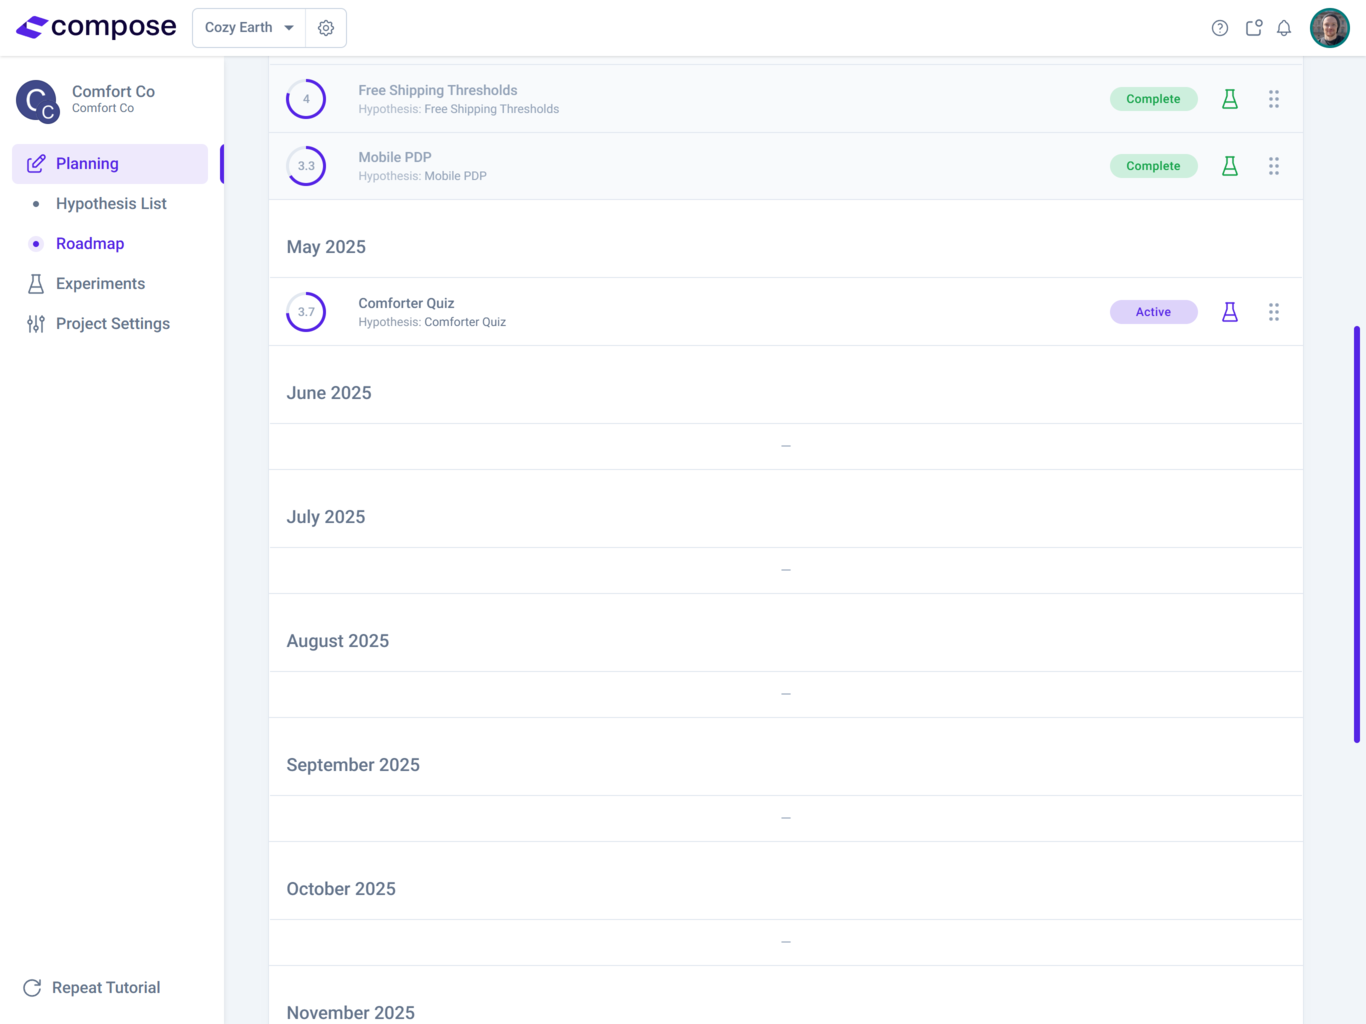 compose
Cozy Earth
Comfort Co
Comfort Co
C
C
Planning
Hypothesis List
Roadmap
Experiments
Project Settings
Repeat Tutorial
4
Free Shipping Thresholds
Hypothesis: Free Shipping Thresholds
Complete
3.3
Mobile PDP
Hypothesis: Mobile PDP
Complete
May 2025
3.7
Comforter Quiz
Hypothesis: Comforter Quiz
Active
June 2025
–
July 2025
–
August 2025
–
September 2025
–
October 2025
–
November 2025